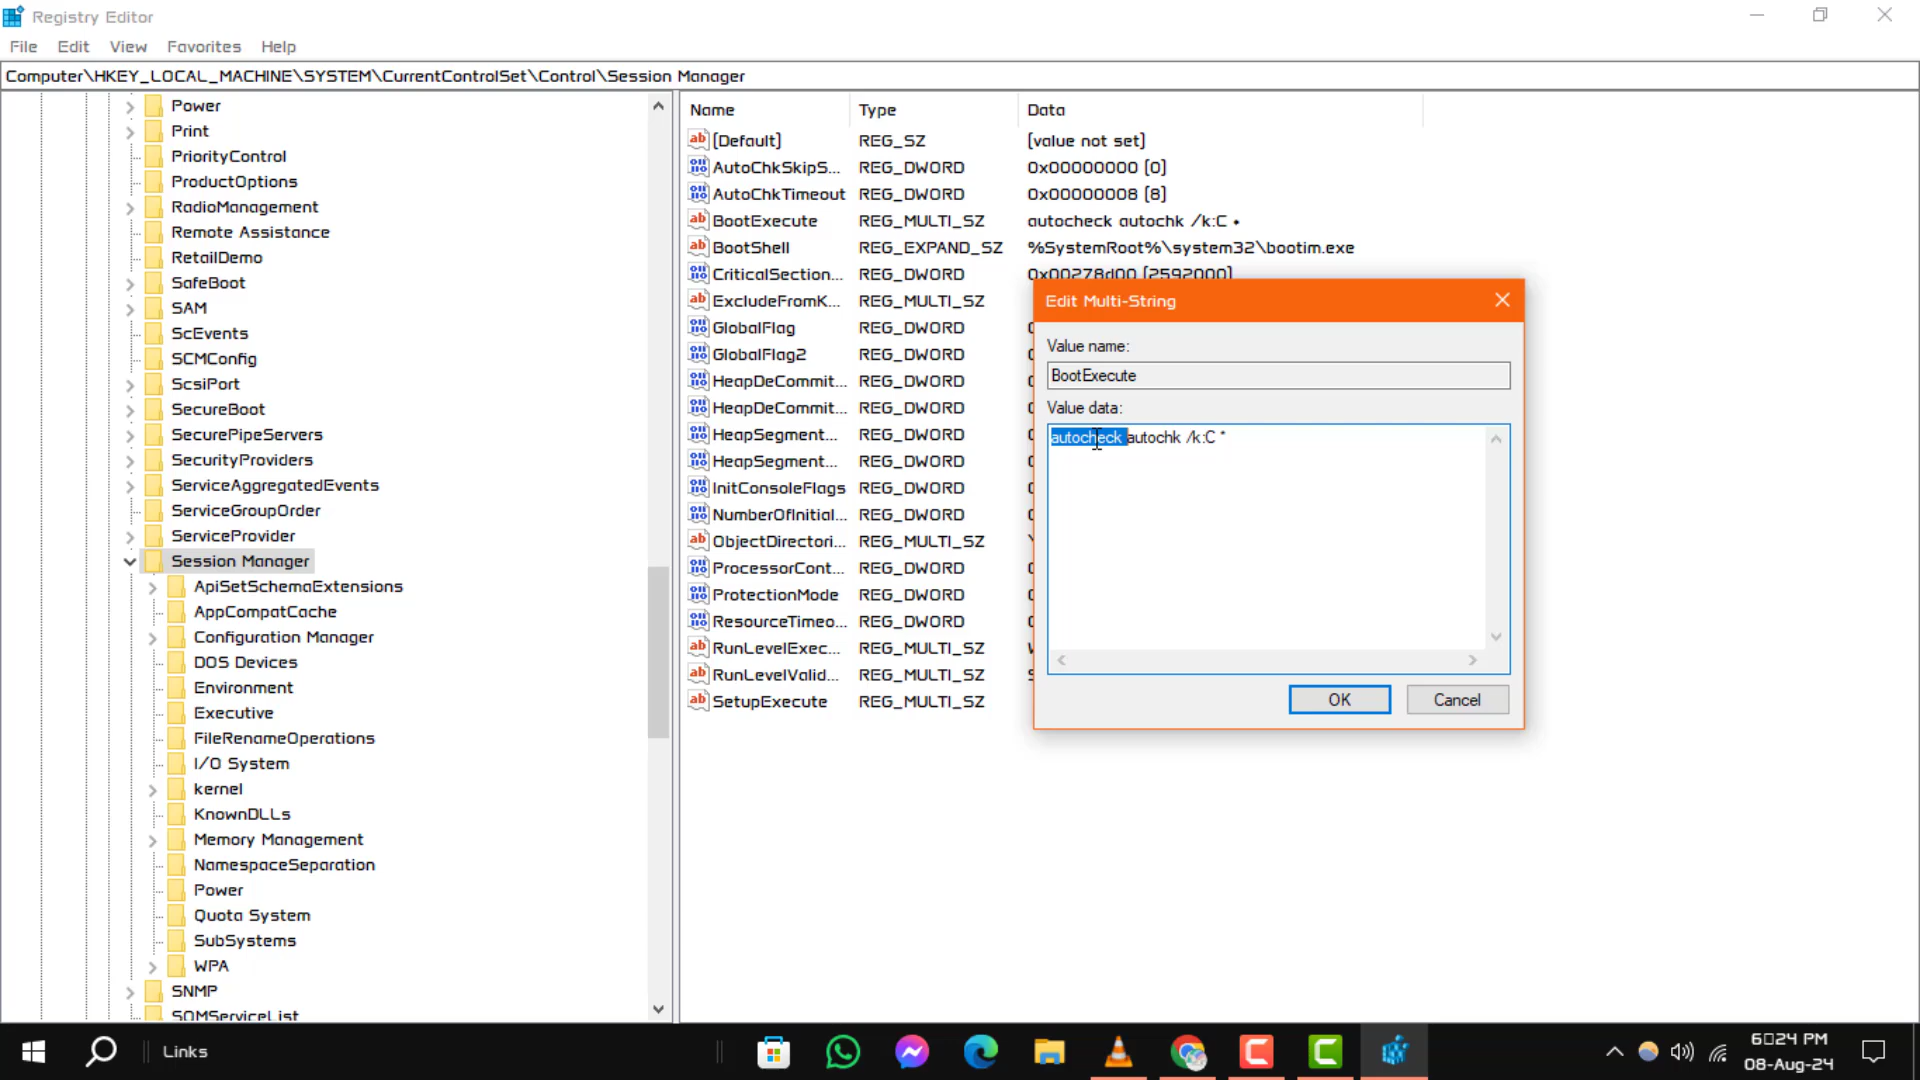 Registry Editor
File Edit View Favorites Help
Computer\HKEY_LOCAL_MACHINE\SYSTEM\CurrentControlSet\Control\Session Manager
Power
Print
PriorityControl
ProductOptions
RadioManagement
Remote Assistance
RetailDemo
SafeBoot
SAM
ScEvents
SCMConfig
ScsiPort
SecureBoot
SecurePipeServers
SecurityProviders
ServiceAggregatedEvents
ServiceGroupOrder
ServiceProvider
Session Manager
ApiSetSchemaExtensions
AppCompatCache
Configuration Manager
DOS Devices
Environment
Executive
FileRenameOperations
I/O System
kernel
KnownDLLs
Memory Management
NamespaceSeparation
Power
Quota System
SubSystems
WPA
SNMP
SQMServiceList
Name Type Data
[Default] REG_SZ [value not set]
AutoChkSkipS... REG_DWORD 0x00000000 [0]
AutoChkTimeout REG_DWORD 0x00000008 [8]
BootExecute REG_MULTI_SZ autocheck autochk /k:C *
BootShell REG_EXPAND_SZ %SystemRoot%\system32\bootim.exe
CriticalSection... REG_DWORD 0x00278d00 [2592000]
ExcludeFromK... REG_MULTI_SZ
GlobalFlag REG_DWORD
GlobalFlag2 REG_DWORD
HeapDeCommit... REG_DWORD
HeapDeCommit... REG_DWORD
HeapSegment... REG_DWORD
HeapSegment... REG_DWORD
InitConsoleFlags REG_DWORD
NumberOfInitial... REG_DWORD
ObjectDirectori... REG_MULTI_SZ
ProcessorCont... REG_DWORD
ProtectionMode REG_DWORD
ResourceTimeo... REG_DWORD
RunLevelExec... REG_MULTI_SZ
RunLevelValid... REG_MULTI_SZ
SetupExecute REG_MULTI_SZ
Edit Multi-String
Value name:
BootExecute
Value data:
autocheck autochk /k:C *
OK Cancel
Links
6□24 PM
08-Aug-24